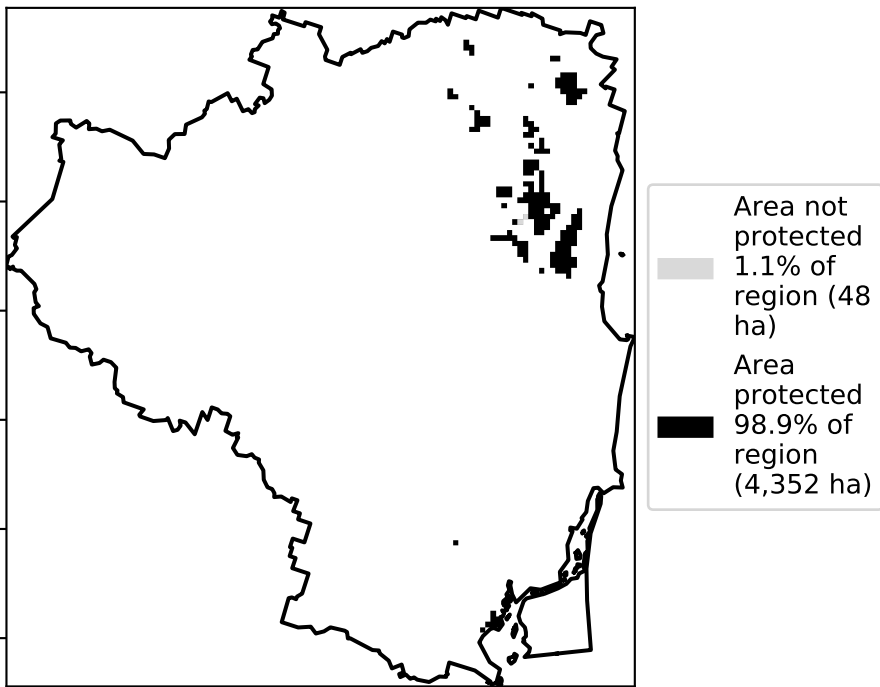 Area not
protected
1.1% of
region (48
ha)
Area
protected
98.9% of
region
(4,352 ha)